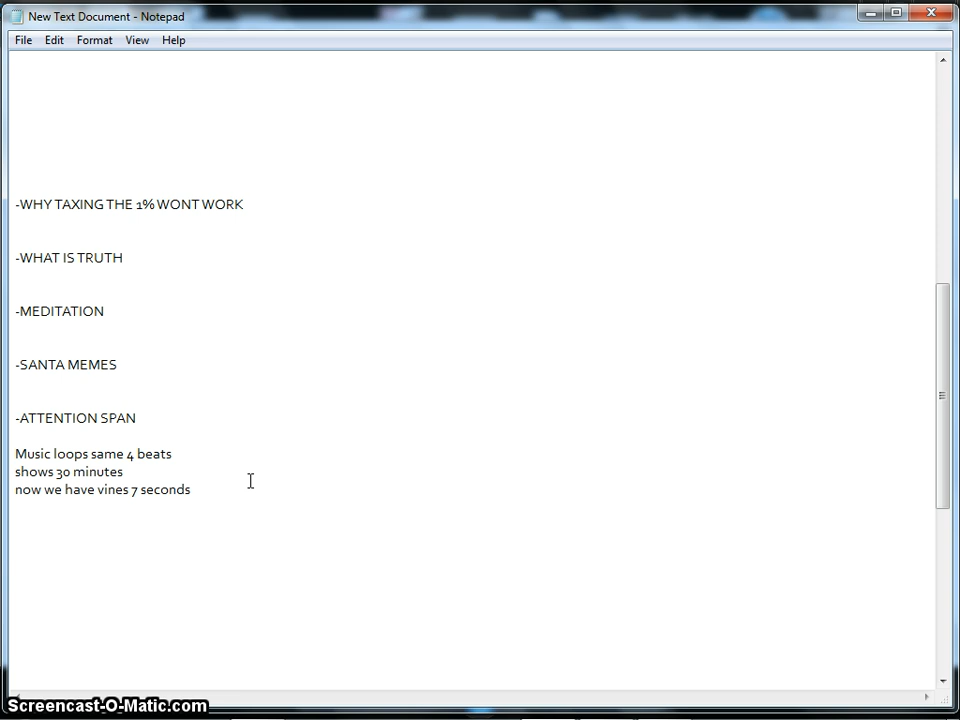 New Text Document - Notepad
File Edit Format View Help
-WHY TAXING THE 1% WONT WORK
-WHAT IS TRUTH
-MEDITATION
-SANTA MEMES
-ATTENTION SPAN
Music loops same 4 beats
shows 30 minutes
now we have vines 7 seconds
Screencast-O-Matic.com